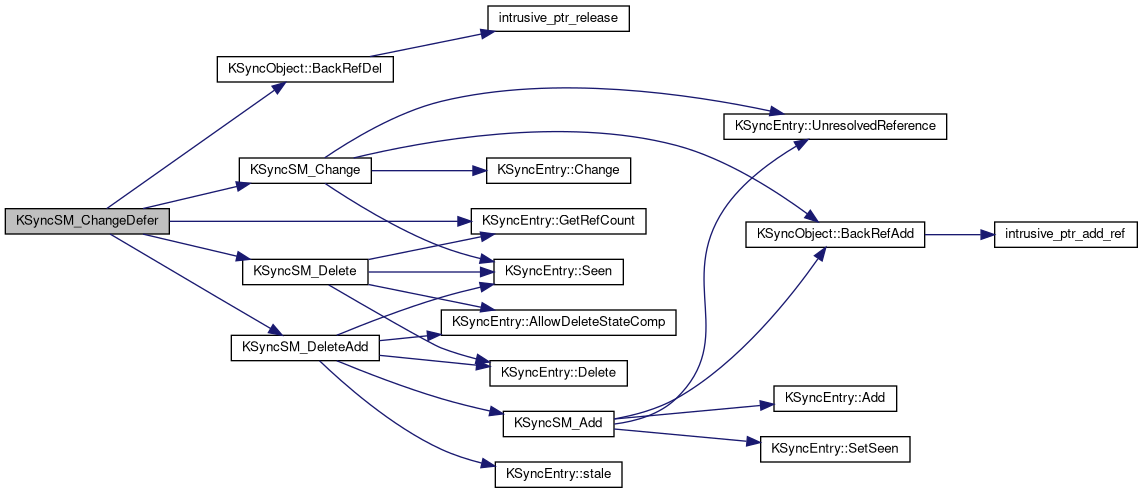 intrusive_ptr_release
KSyncObject::BackRefDel
KSyncEntry::UnresolvedReference
KSyncSM_Change
KSyncEntry::Change
KSyncSM_ChangeDefer
KSyncEntry::GetRefCount
KSyncObject::BackRefAdd
intrusive_ptr_add_ref
KSyncSM_Delete
KSyncEntry::Seen
KSyncEntry::AllowDeleteStateComp
KSyncSM_DeleteAdd
KSyncEntry::Delete
KSyncEntry::Add
KSyncSM_Add
KSyncEntry::SetSeen
KSyncEntry::stale